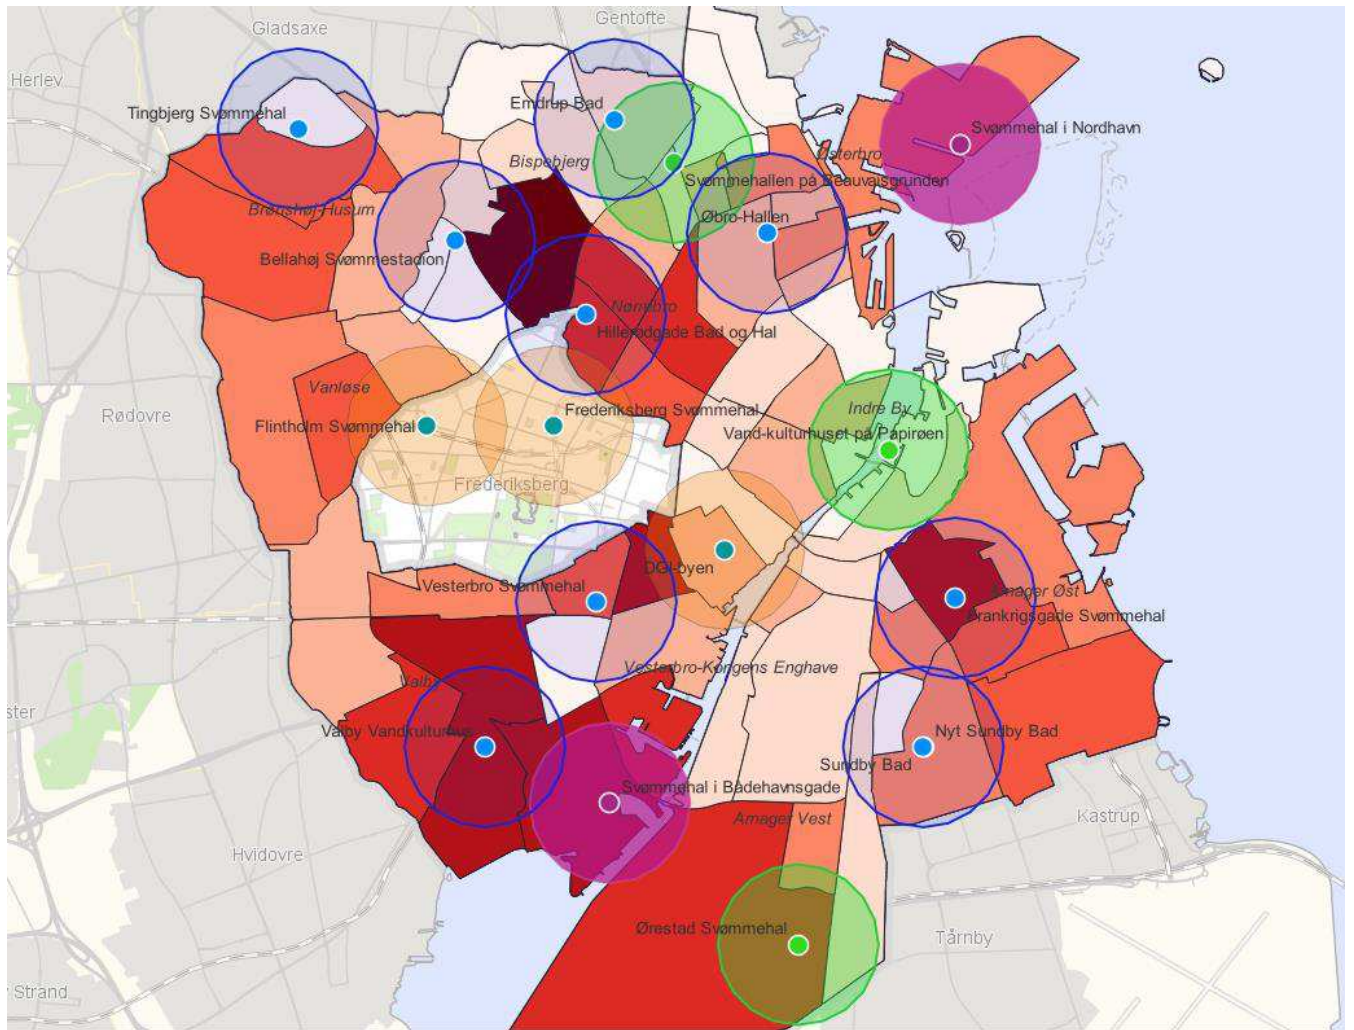 Gentofte
Gladsaxe
Herlev
Emdrup Bad
Tingbjerg Svømmehal
Svømmehal i Nordhavn
Østerbro
Bispebjerg
Svømmehallen på Beauvaisgrunden
Brønshøj-Husum
Øbro-Hallen
Bellahøj Svømmestadion
Nørrebro
Hillerødgade Bad og Hal
Vanløse
Rødovre
Indre By
Frederiksberg Svømmehal
Flintholm Svømmehal
Vand-kulturhuset på Papirøen
Frederiksberg
DGI-byen
Vesterbro Svømmehal
Amager Øst
Frankrigsgade Svømmehal
Vesterbro-Kongens Enghave
Valby
ster
Valby Vandkulturhus
Nyt Sundby Bad
Sundby Bad
Svømmehal i Bådehavnsgade
Amager Vest
Kastrup
Hvidovre
Ørestad Svømmehal
Tårnby
Strand